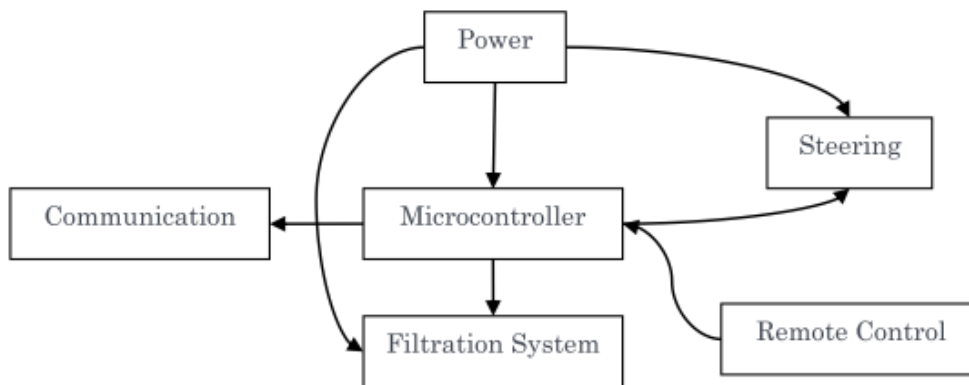 Power
Steering
Communication
Microcontroller
Filtration System
Remote Control